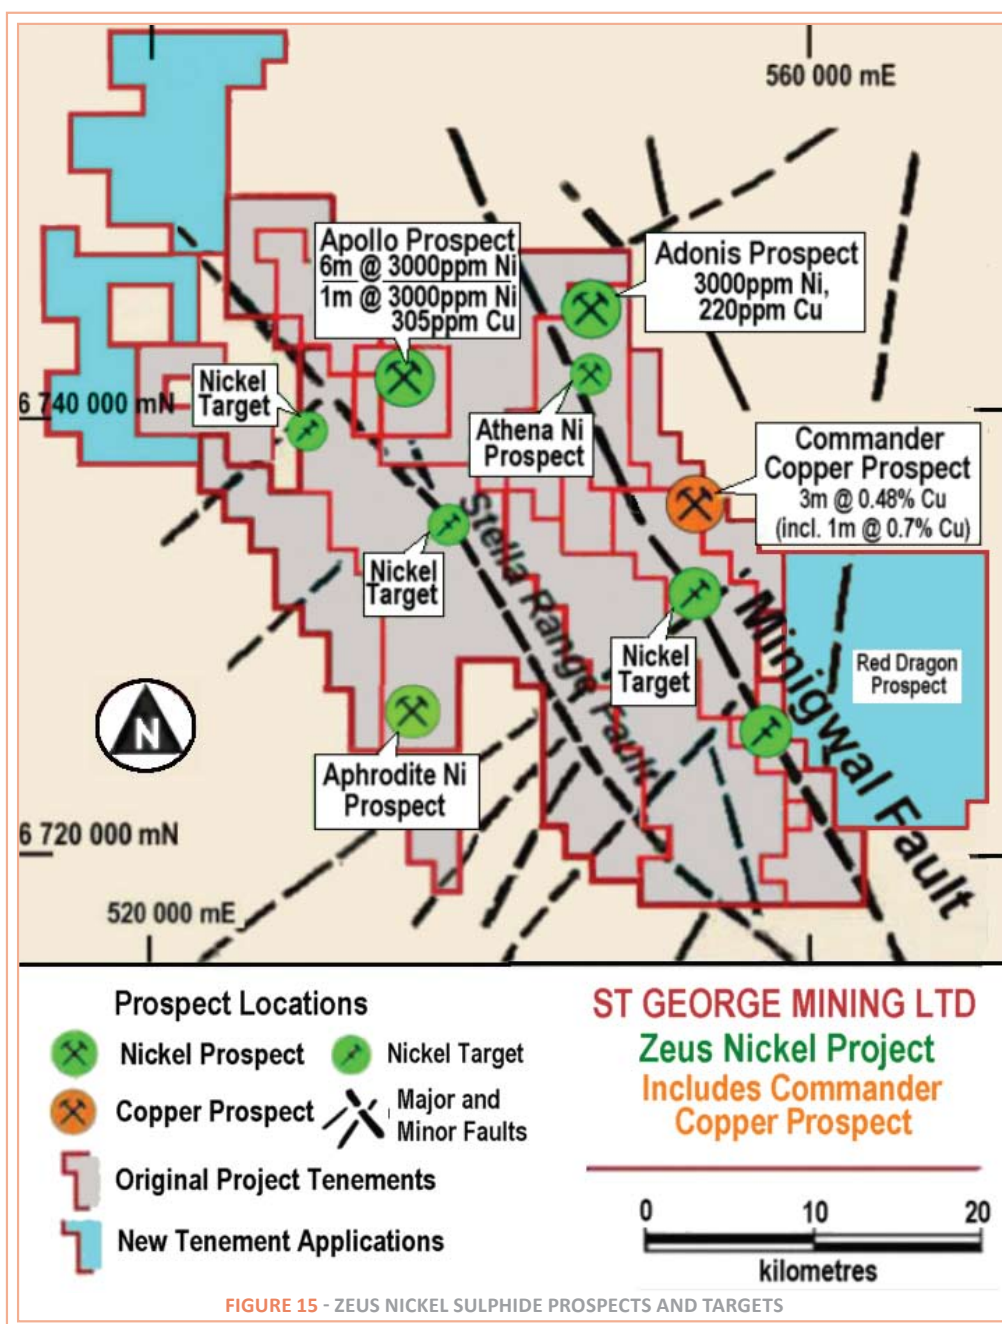 560 000 mE
Apollo Prospect
6m @ 3000ppm Ni
1m @ 3000ppm Ni
305ppm Cu
Adonis Prospect
3000ppm Ni,
220ppm Cu
Nickel
Target
6 740 000 mN
Athena Ni
Prospect
Commander
Copper Prospect
3m @ 0.48% Cu
(incl. 1m @ 0.7% Cu)
Nickel
Target
Stella Range Fault
Minigwal Fault
Nickel
Target
Red Dragon
Prospect
N
Aphrodite Ni
Prospect
6 720 000 mN
520 000 mE
Prospect Locations
Nickel Prospect
Nickel Target
Copper Prospect
Major and
Minor Faults
Original Project Tenements
New Tenement Applications
ST GEORGE MINING LTD
Zeus Nickel Project
Includes Commander
Copper Prospect
0 10 20
kilometres
FIGURE 15 - ZEUS NICKEL SULPHIDE PROSPECTS AND TARGETS